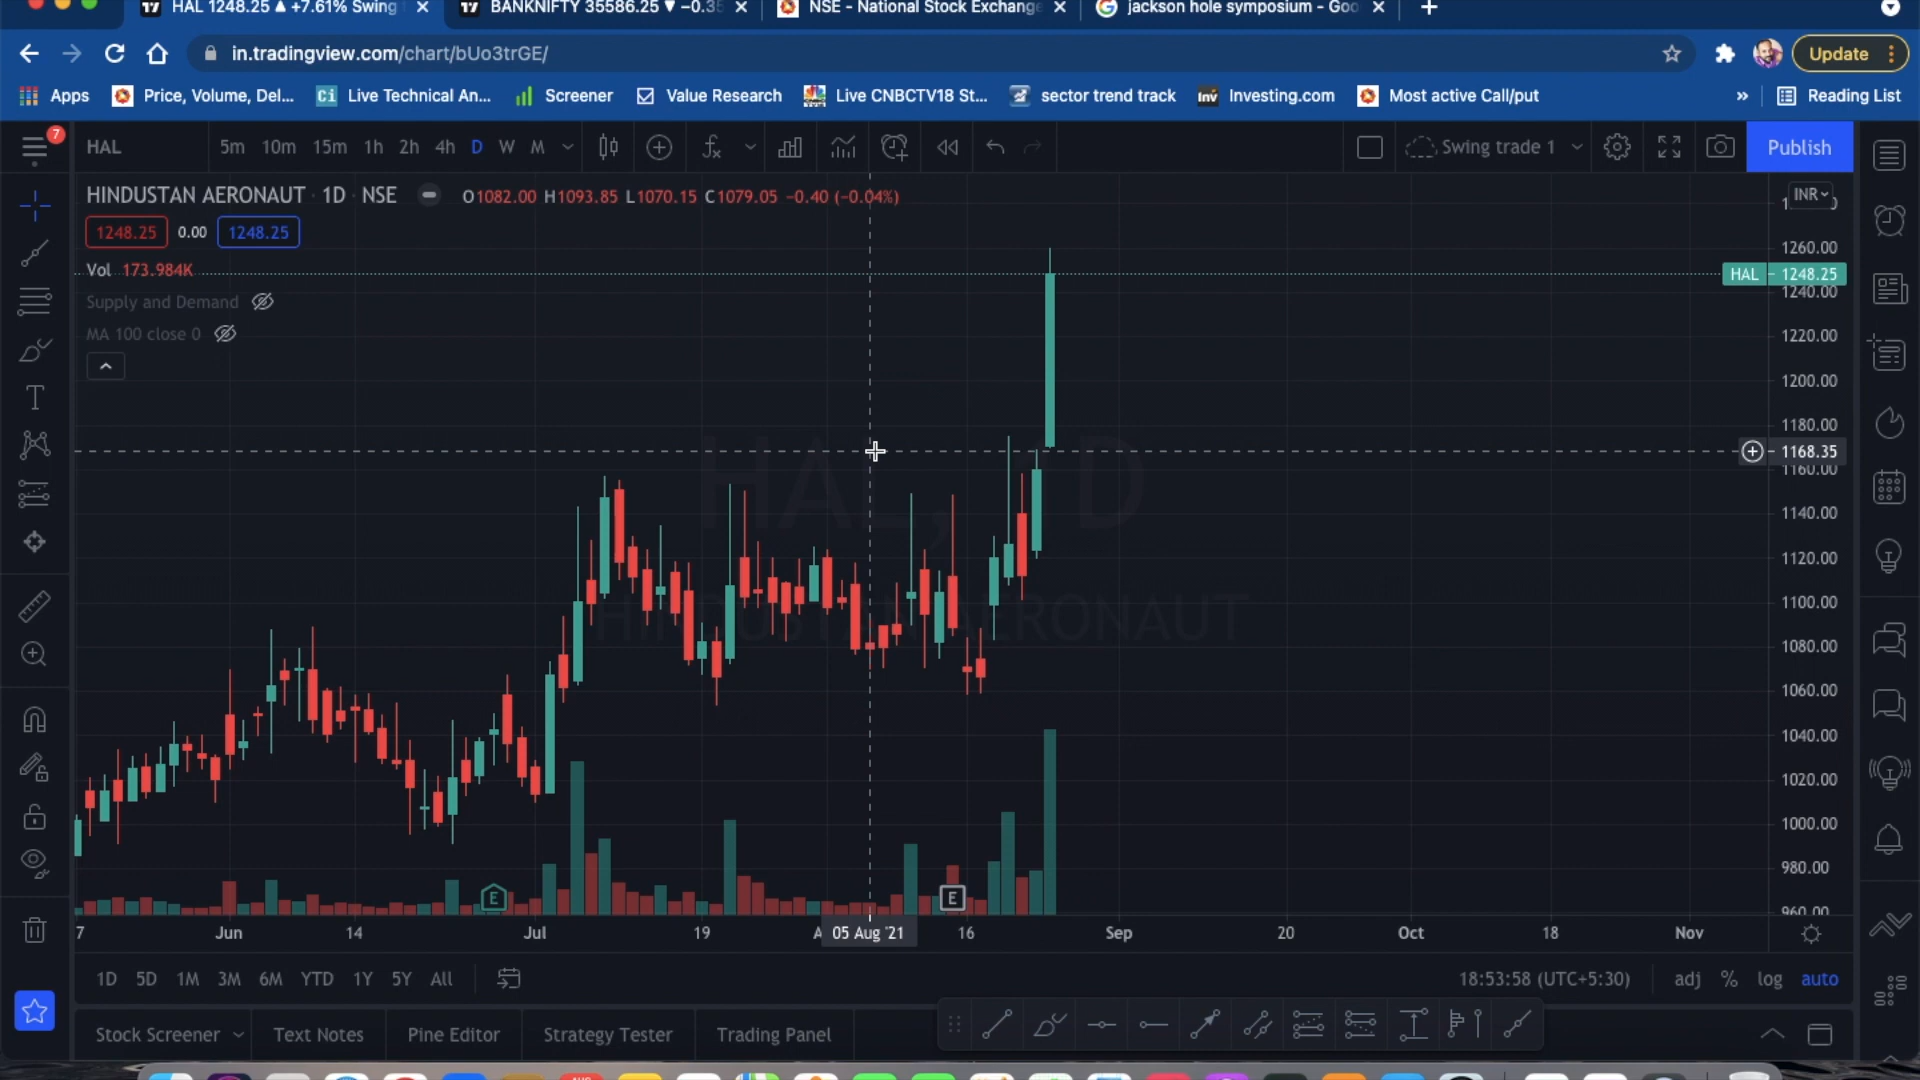 HAL 1248.25 ▲ +7.61% Swing
BANKNIFTY 35586.25 ▼ −0.35
NSE - National Stock Exchange
jackson hole symposium - Goo
in.tradingview.com/chart/bUo3trGE/
Update
Apps
Price, Volume, Del...
Ci
Live Technical An...
Screener
Value Research
Live CNBCTV18 St...
sector trend track
Inv
Investing.com
Most active Call/put
»
Reading List
7
HAL
5m 10m 15m 1h 2h 4h D W M
Swing trade 1
Publish
HINDUSTAN AERONAUT · 1D · NSE
O1082.00 H1093.85 L1070.15 C1079.05 −0.40 (−0.04%)
INR
1248.25 0.00 1248.25
Vol 173.984K
Supply and Demand
MA 100 close 0
HAL, 1D
HINDUSTAN AERONAUT
1260.00
HAL 1248.25
1240.00
1220.00
1200.00
1180.00
1168.35
1160.00
1140.00
1120.00
1100.00
1080.00
1060.00
1040.00
1020.00
1000.00
980.00
960.00
E
E
7 Jun 14 Jul 19 A 05 Aug '21 16 Sep 20 Oct 18 Nov
1D 5D 1M 3M 6M YTD 1Y 5Y All
18:53:58 (UTC+5:30)
adj % log auto
Stock Screener
Text Notes
Pine Editor
Strategy Tester
Trading Panel